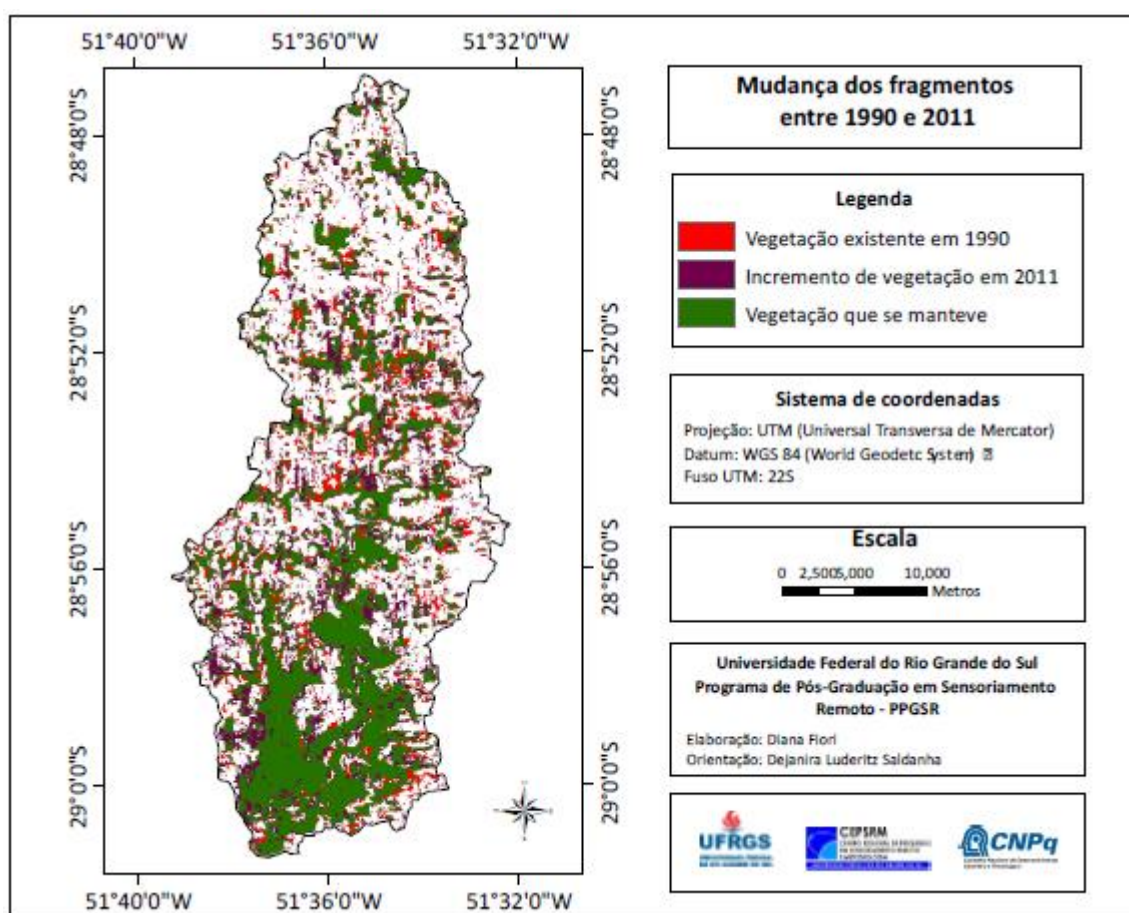 51°40'0"W 51°36'0"W 51°32'0"W
28°48'0"S
28°52'0"S
28°56'0"S
29°0'0"S
28°48'0"S
28°52'0"S
28°56'0"S
29°0'0"S
51°40'0"W 51°36'0"W 51°32'0"W
Mudança dos fragmentos
entre 1990 e 2011
Legenda
Vegetação existente em 1990
Incremento de vegetação em 2011
Vegetação que se manteve
Sistema de coordenadas
Projeção: UTM (Universal Transversa de Mercator)
Datum: WGS 84 (World Geodetc System)
Fuso UTM: 22S
Escala
0 2,5005,000 10,000
Metros
Universidade Federal do Rio Grande do Sul
Programa de Pós-Graduação em Sensoriamento
Remoto - PPGSR
Elaboração: Diana Fiori
Orientação: Dejanira Luderitz Saldanha
UFRGS
CEPSRM
CNPq